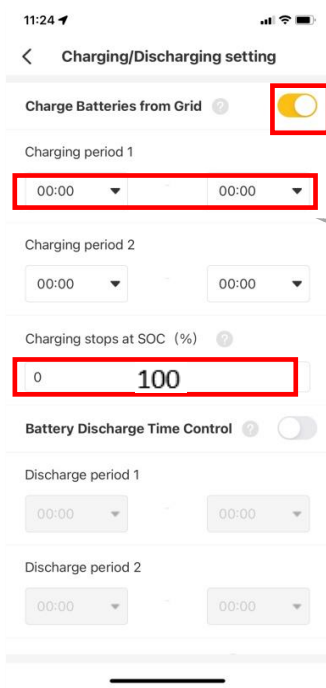 11:24
Charging/Discharging setting
Charge Batteries from Grid ?
Charging period 1
00:00 - 00:00
Charging period 2
00:00 - 00:00
Charging stops at SOC (%) ?
0 100
Battery Discharge Time Control ?
Discharge period 1
00:00 - 00:00
Discharge period 2
00:00 - 00:00